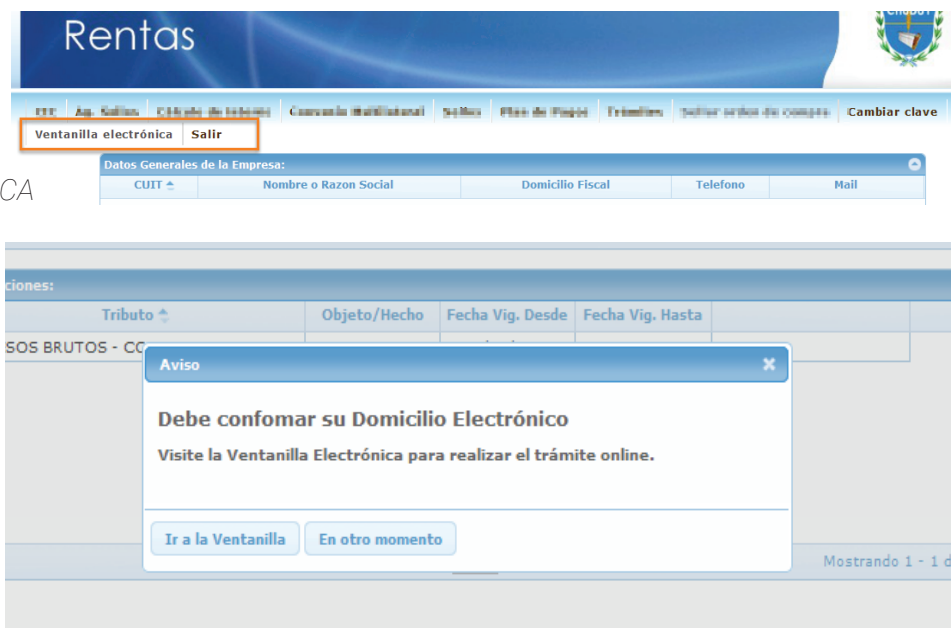 CHUBUT
Rentas
Cambiar clave
Ventanilla electrónica Salir
Datos Generales de la Empresa:
CA
CUIT Nombre o Razon Social Domicilio Fiscal Telefono Mail
ciones:
Tributo Objeto/Hecho Fecha Vig. Desde Fecha Vig. Hasta
SOS BRUTOS - CO
Aviso
Debe confomar su Domicilio Electrónico
Visite la Ventanilla Electrónica para realizar el trámite online.
Ir a la Ventanilla En otro momento
Mostrando 1 - 1 d